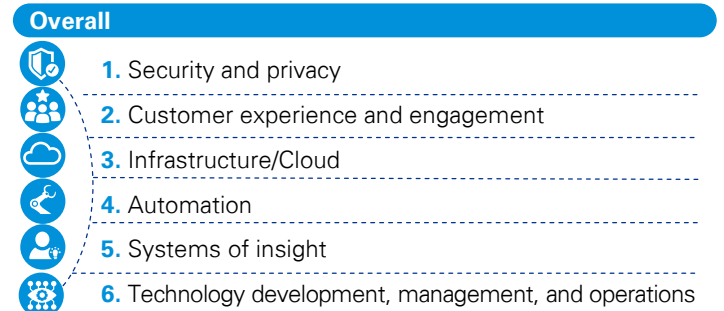 Overall
1. Security and privacy
2. Customer experience and engagement
3. Infrastructure/Cloud
4. Automation
5. Systems of insight
6. Technology development, management, and operations